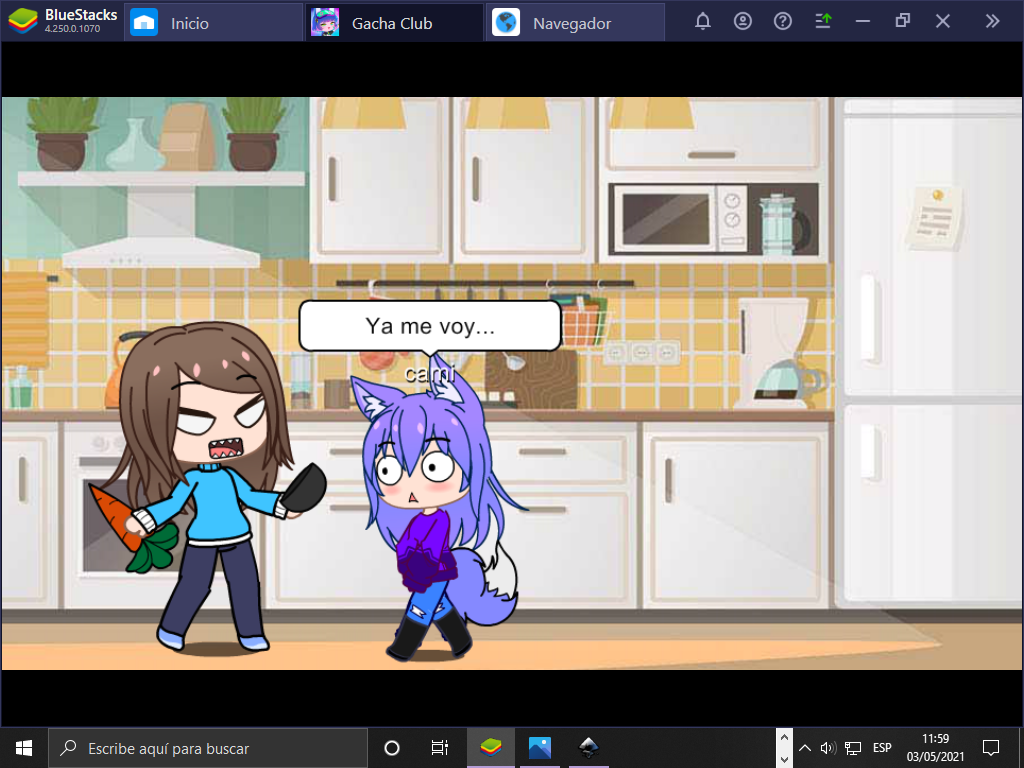 BlueStacks
4.250.0.1070
Inicio
Gacha Club
Navegador
Ya me voy...
cami
Escribe aquí para buscar
ESP
11:59
03/05/2021